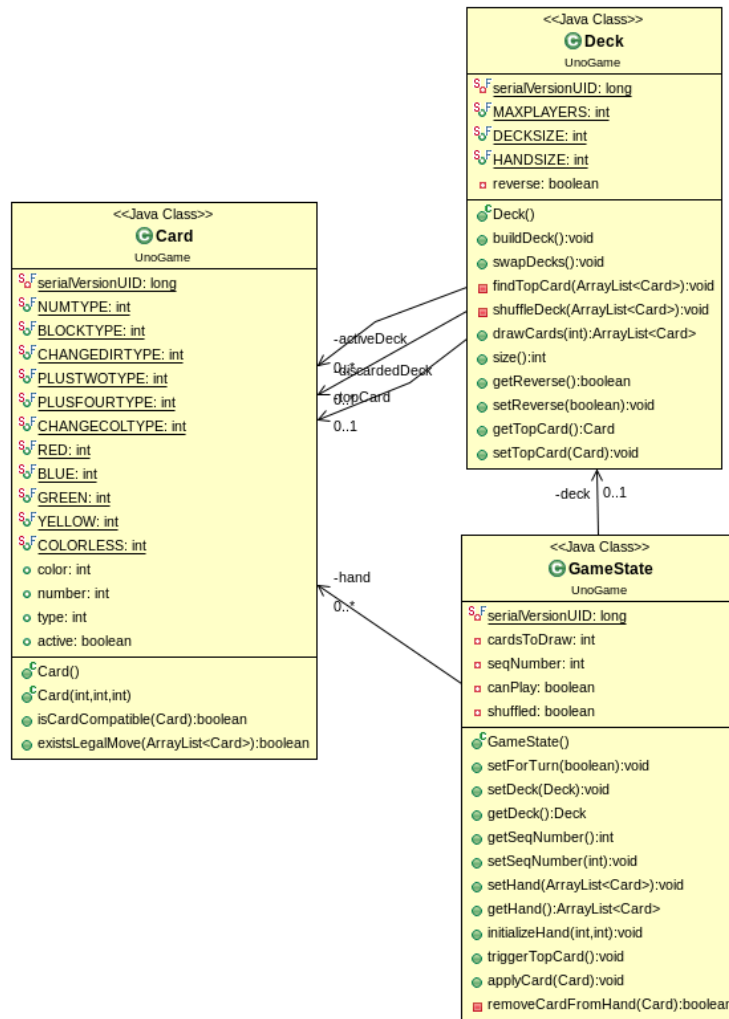 <<Java Class>>
Deck
UnoGame
serialVersionUID: long
MAXPLAYERS: int
DECKSIZE: int
HANDSIZE: int
reverse: boolean
Deck()
buildDeck():void
swapDecks():void
findTopCard(ArrayList<Card>):void
shuffleDeck(ArrayList<Card>):void
drawCards(int):ArrayList<Card>
size():int
getReverse():boolean
setReverse(boolean):void
getTopCard():Card
setTopCard(Card):void
<<Java Class>>
Card
UnoGame
serialVersionUID: long
NUMTYPE: int
BLOCKTYPE: int
CHANGEDIRTYPE: int
PLUSTWOTYPE: int
PLUSFOURTYPE: int
CHANGECOLTYPE: int
RED: int
BLUE: int
GREEN: int
YELLOW: int
COLORLESS: int
color: int
number: int
type: int
active: boolean
Card()
Card(int,int,int)
isCardCompatible(Card):boolean
existsLegalMove(ArrayList<Card>):boolean
-activeDeck
0..*
-discardedDeck
-topCard
0..1
-deck 0..1
-hand
0..*
<<Java Class>>
GameState
UnoGame
serialVersionUID: long
cardsToDraw: int
seqNumber: int
canPlay: boolean
shuffled: boolean
GameState()
setForTurn(boolean):void
setDeck(Deck):void
getDeck():Deck
getSeqNumber():int
setSeqNumber(int):void
setHand(ArrayList<Card>):void
getHand():ArrayList<Card>
initializeHand(int,int):void
triggerTopCard():void
applyCard(Card):void
removeCardFromHand(Card):boolean